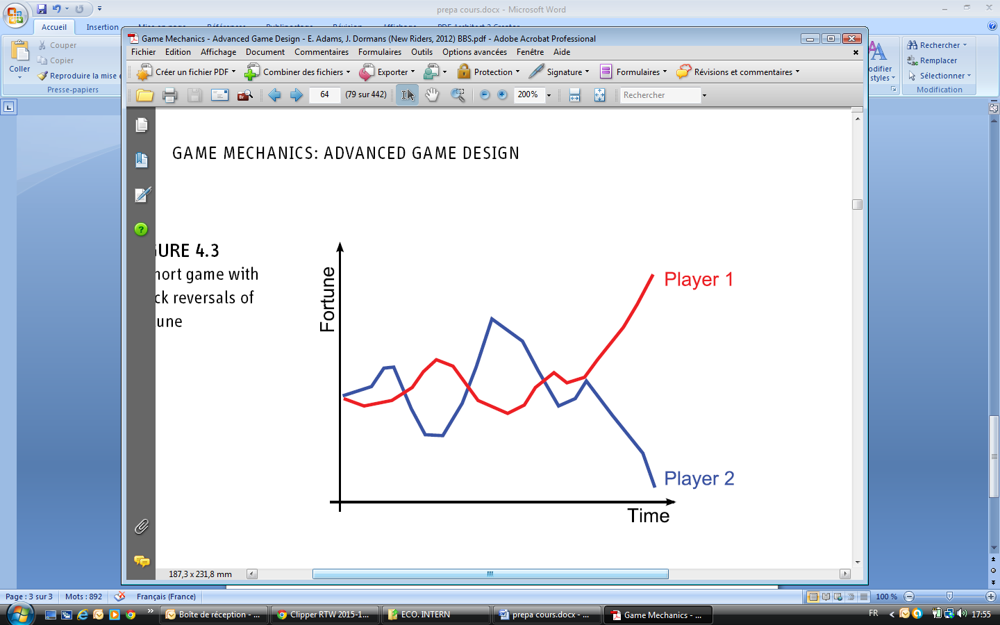 prepa cours.docx - Microsoft Word
Accueil
Insertion
Couper
Copier
Coller
Reproduire la mise e
Presse-papiers
Rechercher
Remplacer
Sélectionner
Modification
Game Mechanics - Advanced Game Design - E. Adams, J. Dormans (New Riders, 2012) BBS.pdf - Adobe Acrobat Professional
Fichier Edition Affichage Document Commentaires Formulaires Outils Options avancées Fenêtre Aide
Créer un fichier PDF Combiner des fichiers Exporter Protection Signature Formulaires Révisions et commentaires
64 (79 sur 442) 200% Rechercher
GAME MECHANICS: ADVANCED GAME DESIGN
GURE 4.3
hort game with
ck reversals of
une
Fortune
Player 1
Player 2
Time
187,3 x 231,8 mm
Page : 3 sur 3 Mots : 892 Français (France) 100 %
Boîte de réception - ... Clipper RTW 2015-1... ECO. INTERN prepa cours.docx - ... Game Mechanics - ... FR 17:55